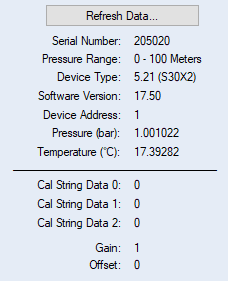 Refresh Data...
Serial Number: 205020
Pressure Range: 0 - 100 Meters
Device Type: 5.21 (S30X2)
Software Version: 17.50
Device Address: 1
Pressure (bar): 1.001022
Temperature (°C): 17.39282
Cal String Data 0: 0
Cal String Data 1: 0
Cal String Data 2: 0
Gain: 1
Offset: 0